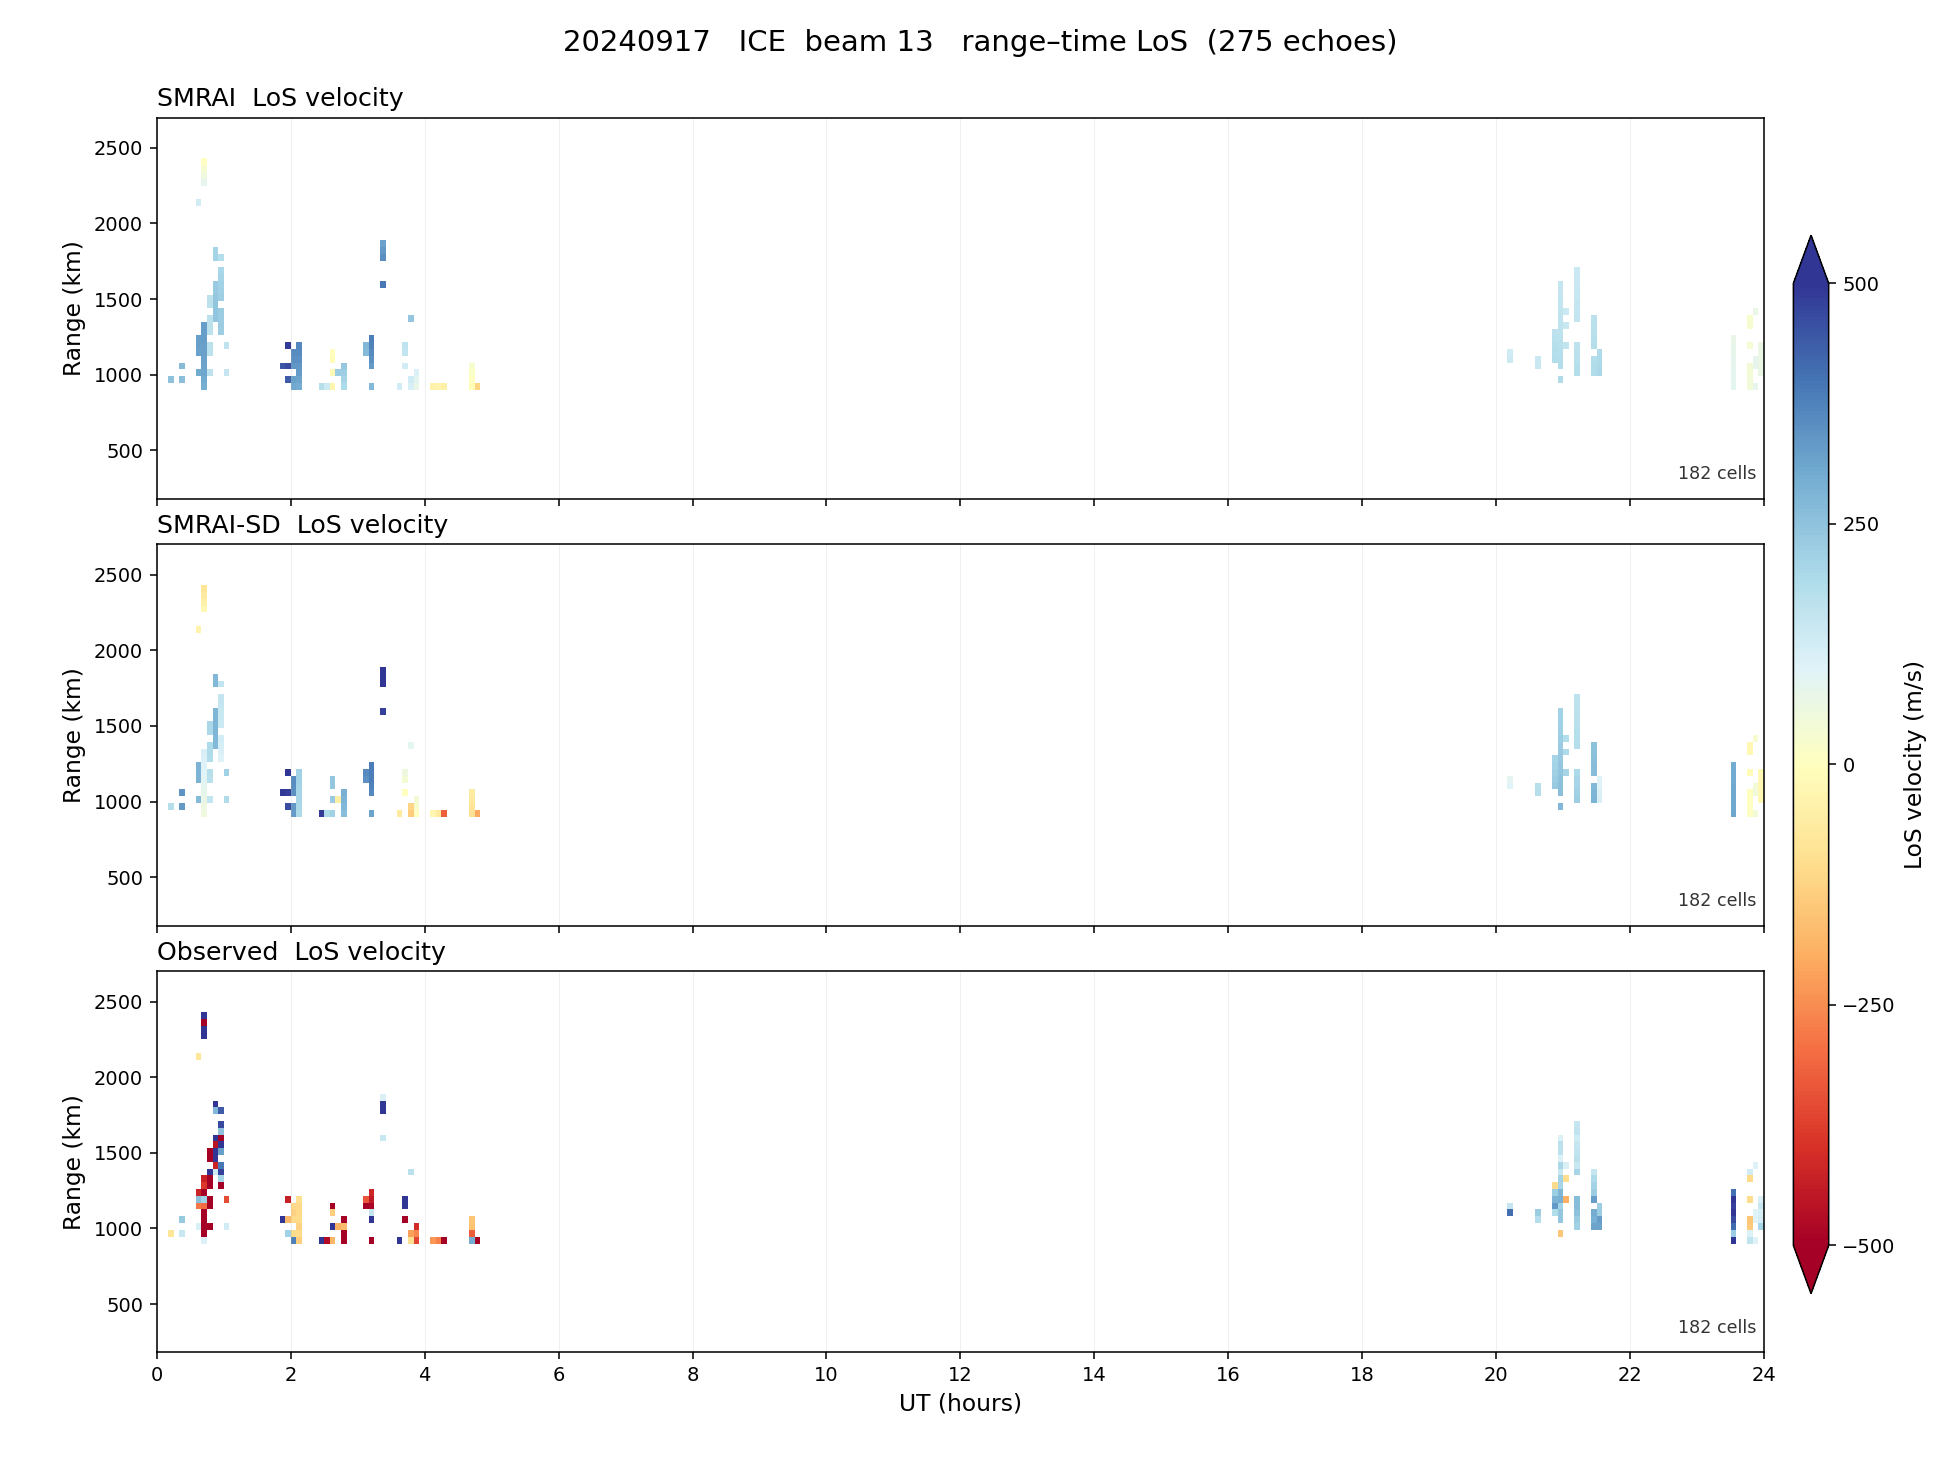 20240917 ICE beam 13 range–time LoS (275 echoes)
SMRAI LoS velocity
2500
2000
1500
1000
500
Range (km)
182 cells
SMRAI-SD LoS velocity
2500
2000
1500
1000
500
Range (km)
182 cells
Observed LoS velocity
2500
2000
1500
1000
500
Range (km)
182 cells
0 2 4 6 8 10 12 14 16 18 20 22 24
UT (hours)
500
250
0
−250
−500
LoS velocity (m/s)